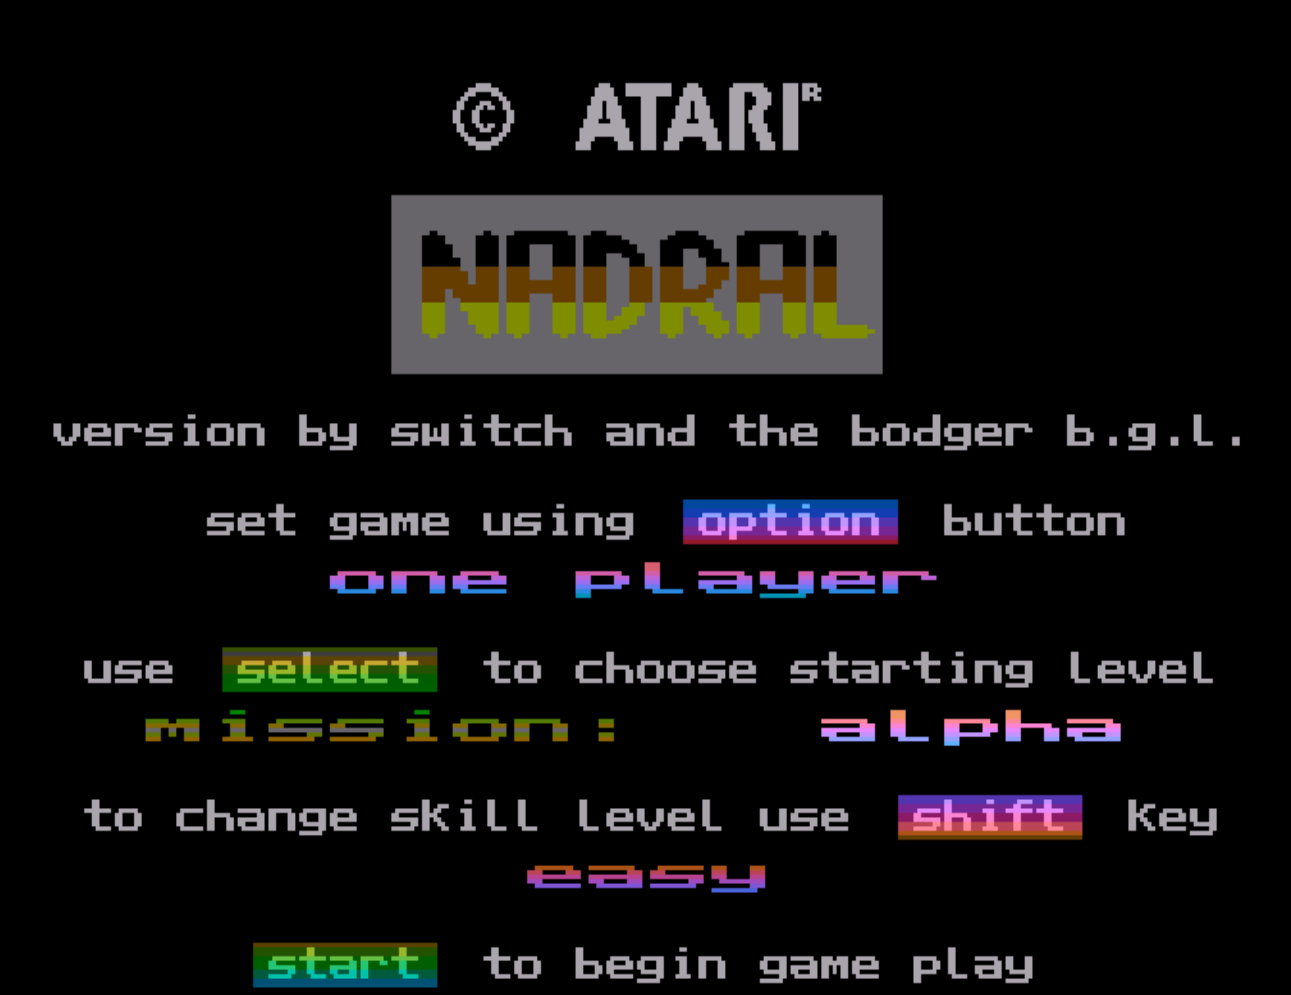 © ATARI R
NADRAL
version by switch and the bodger b.g.l.
set game using option button
one player
use select to choose starting level
mission: alpha
to change skill level use shift key
easy
start to begin game play